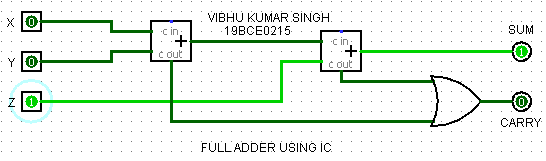 VIBHU KUMAR SINGH
19BCE0215
SUM
X 0
c in
+
c out
Y 0
c in
+
c out
1
Z 1
0
CARRY
FULL ADDER USING IC